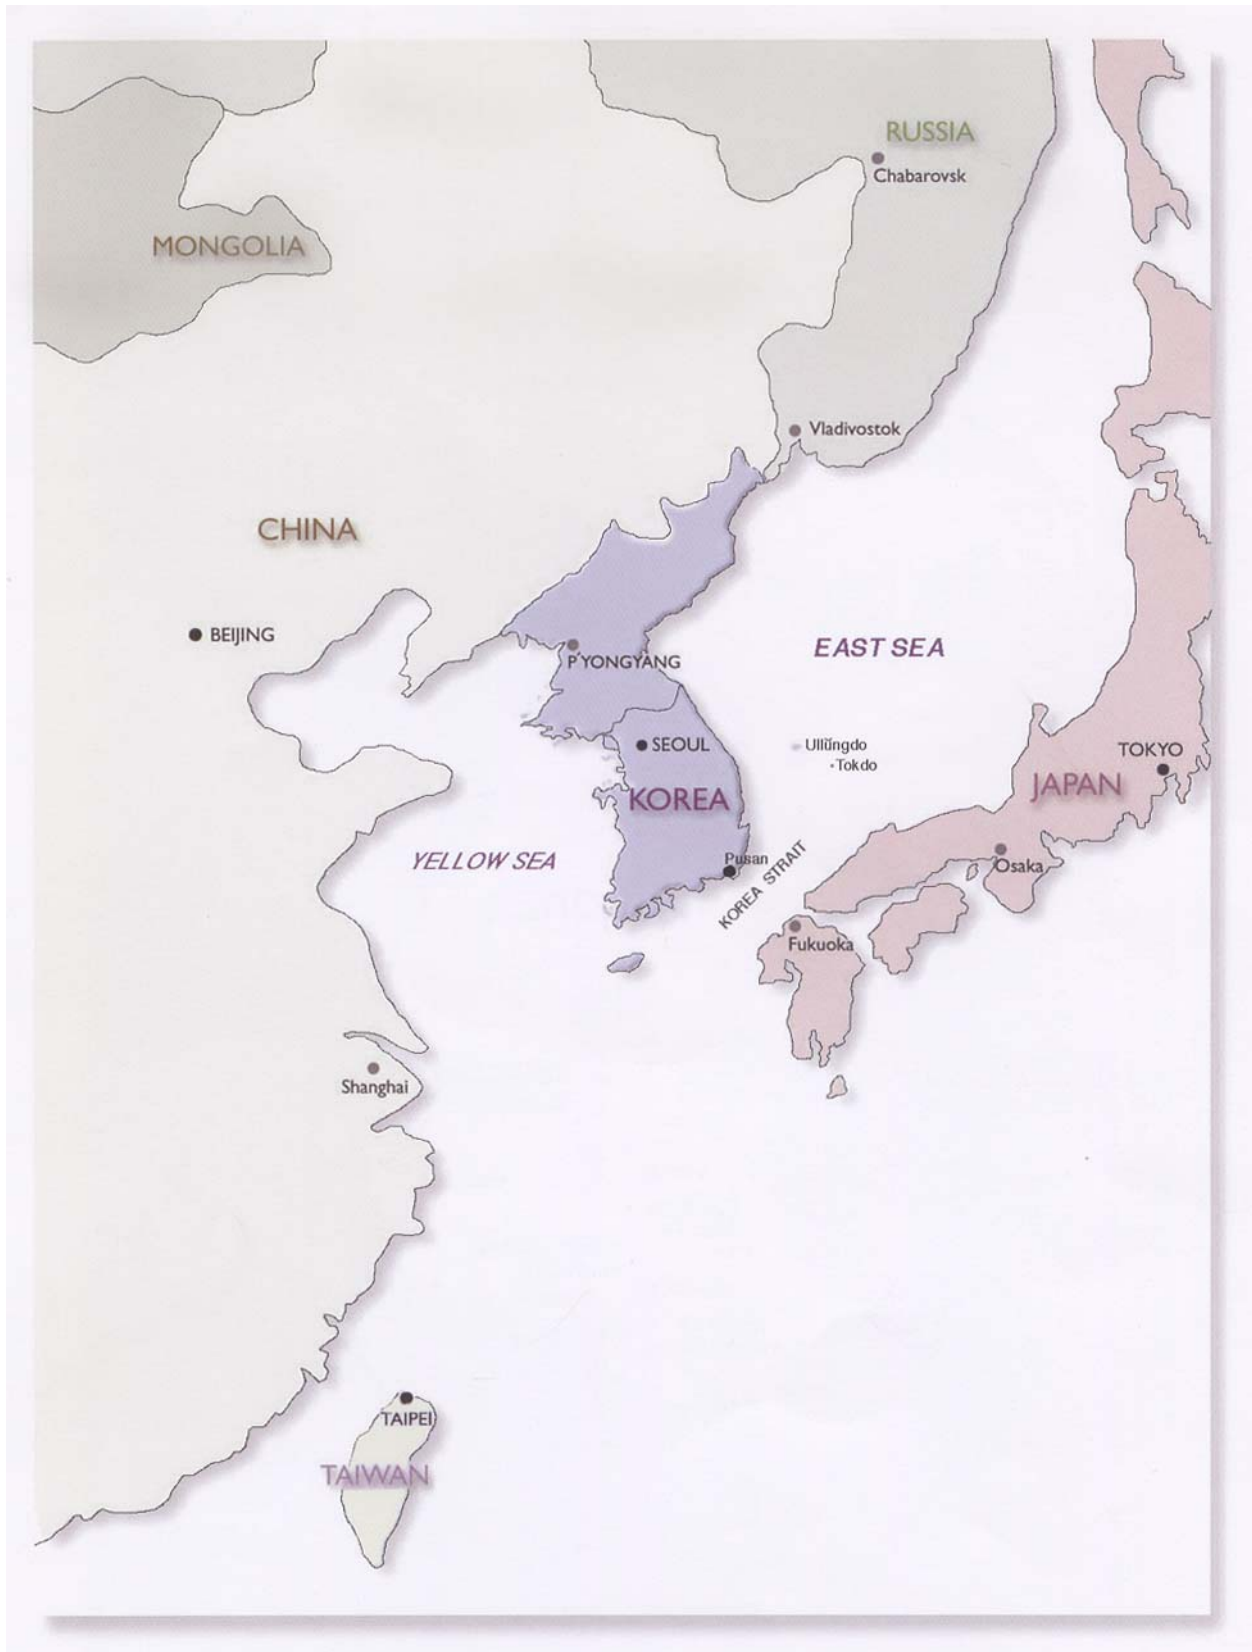 RUSSIA
Chabarovsk
MONGOLIA
Vladivostok
CHINA
BEIJING
EAST SEA
P'YONGYANG
SEOUL
Ullŭngdo
Tokdo
TOKYO
JAPAN
KOREA
YELLOW SEA
Pusan
KOREA STRAIT
Osaka
Fukuoka
Shanghai
TAIPEI
TAIWAN